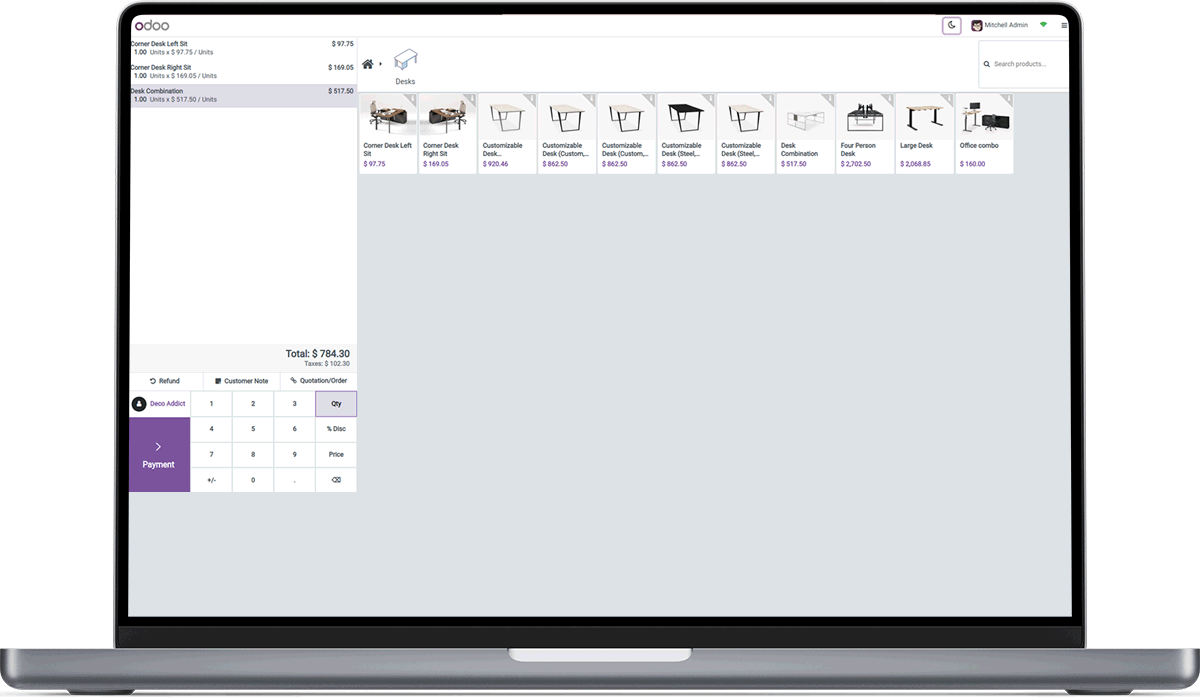 odoo
Mitchell Admin
Corner Desk Left Sit $ 97.75
1.00 Units x $ 97.75 / Units
Corner Desk Right Sit $ 169.05
1.00 Units x $ 169.05 / Units
Desk Combination $ 517.50
1.00 Units x $ 517.50 / Units
Desks
Search products...
Corner Desk Left
Sit
$ 97.75
Corner Desk
Right Sit
$ 169.05
Customizable
Desk...
$ 920.46
Customizable
Desk (Custom,...
$ 862.50
Customizable
Desk (Custom,...
$ 862.50
Customizable
Desk (Steel,...
$ 862.50
Customizable
Desk (Steel,...
$ 862.50
Desk
Combination
$ 517.50
Four Person
Desk
$ 2,702.50
Large Desk
$ 2,068.85
Office combo
$ 160.00
Total: $ 784.30
Taxes: $ 102.30
Refund Customer Note Quotation/Order
Deco Addict 1 2 3 Qty
4 5 6 % Disc
Payment
7 8 9 Price
+/- 0 .